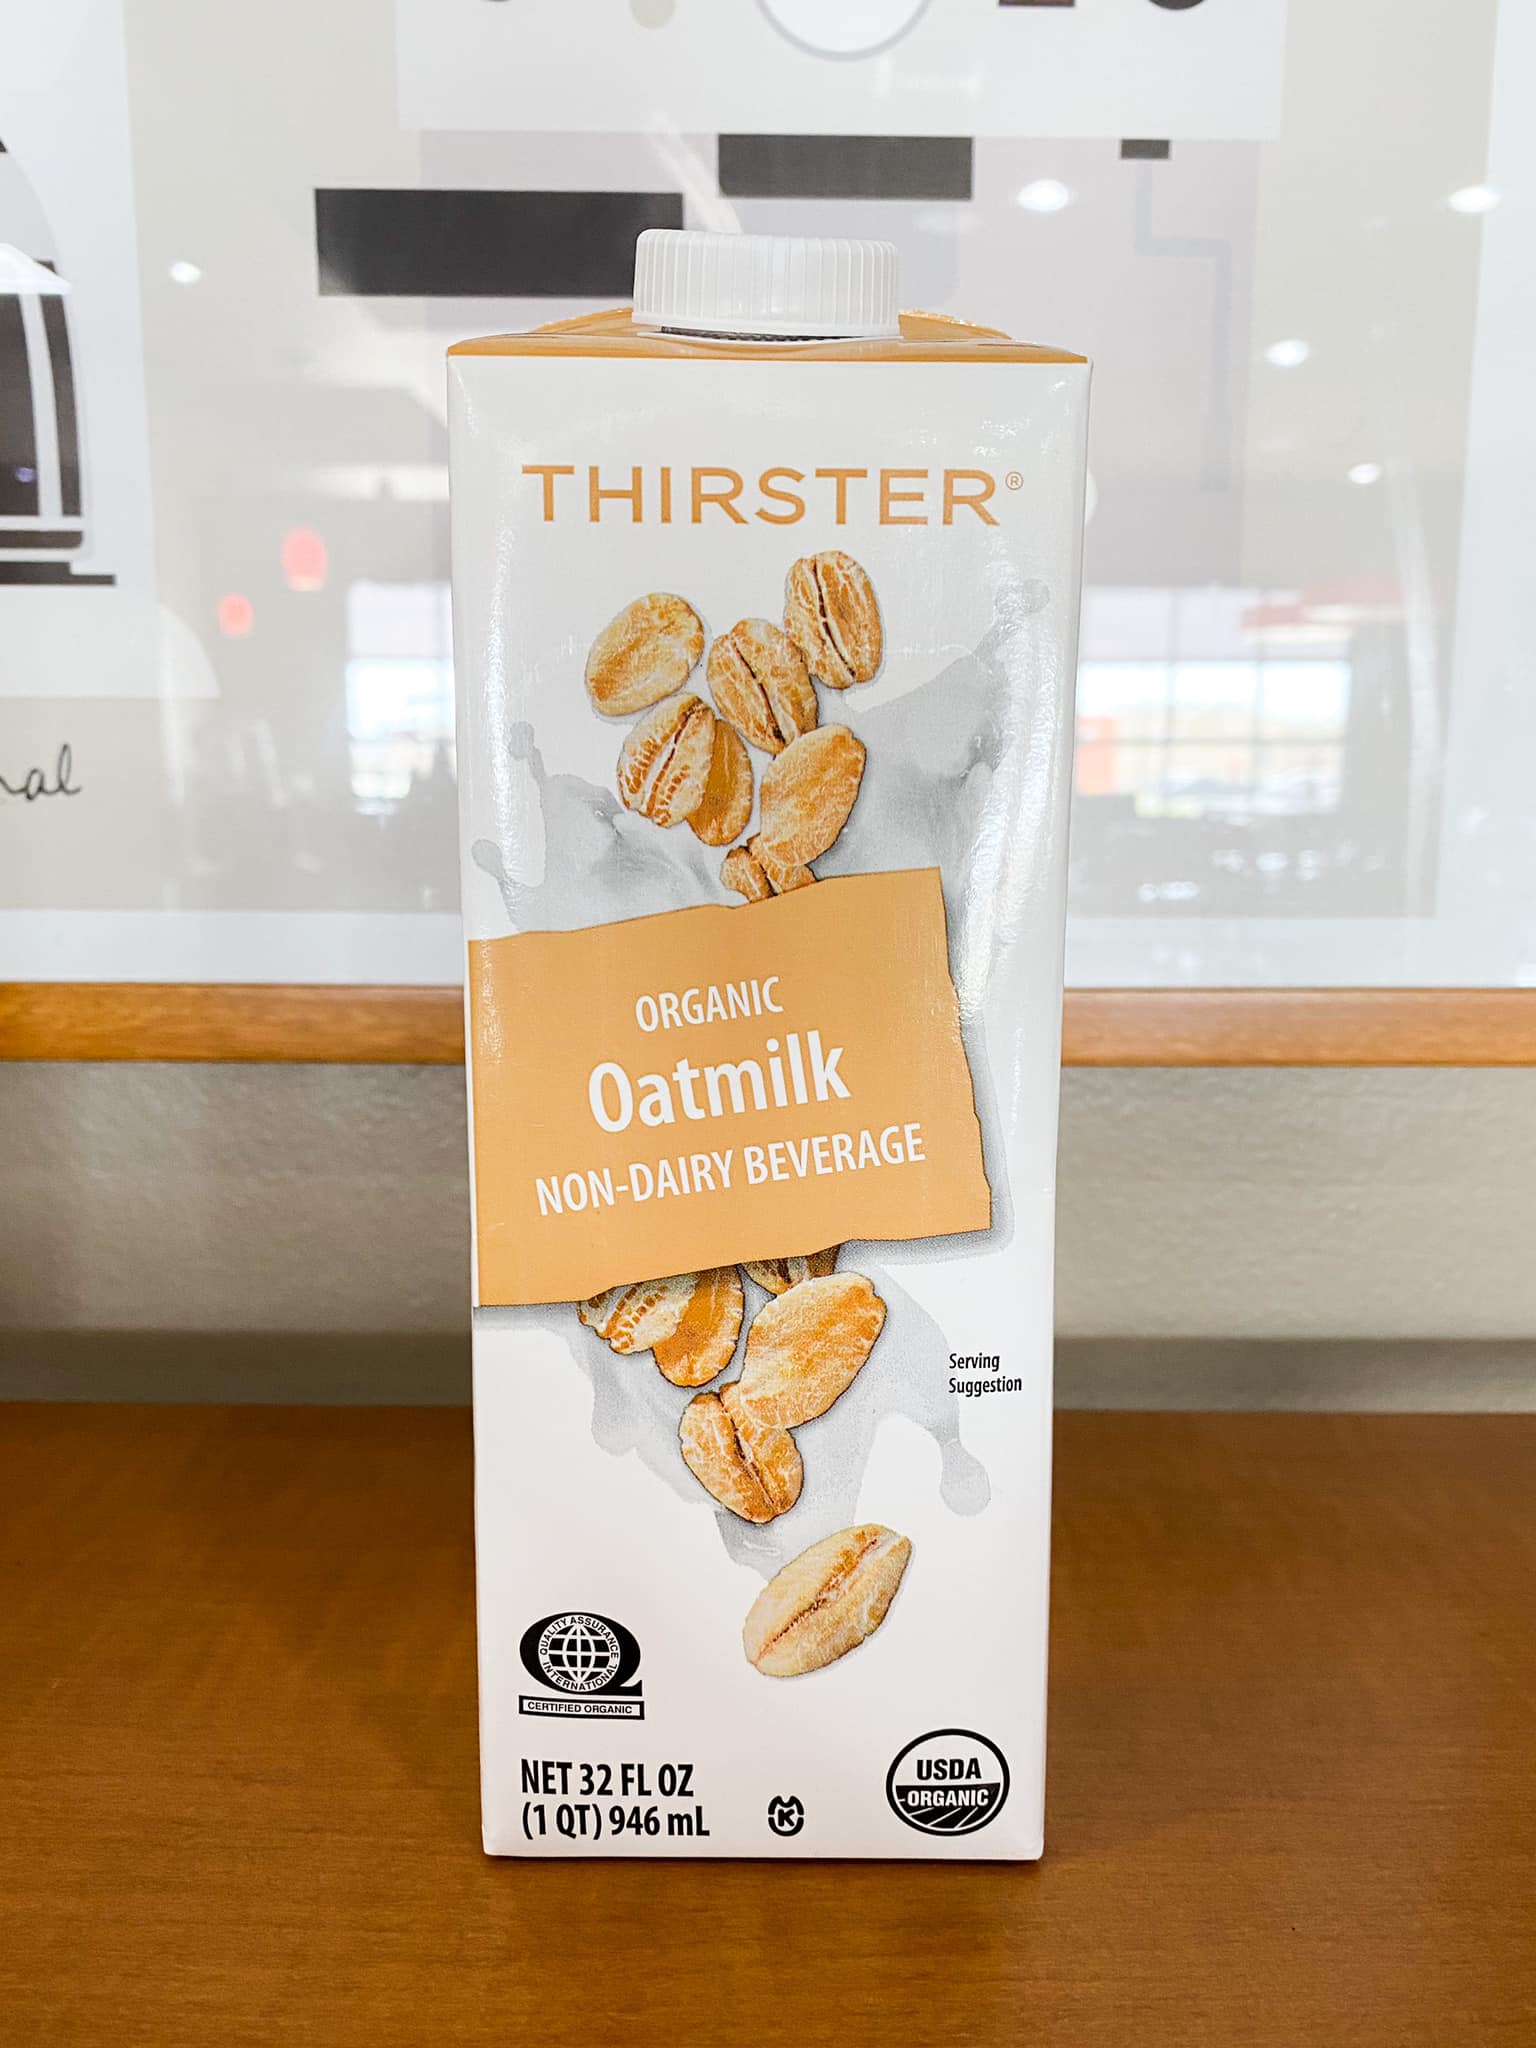 THIRSTER®
ORGANIC
Oatmilk
NON-DAIRY BEVERAGE
Serving
Suggestion
QUALITY ASSURANCE
INTERNATIONAL
CERTIFIED ORGANIC
NET 32 FL OZ
(1 QT) 946 mL
K
USDA
ORGANIC